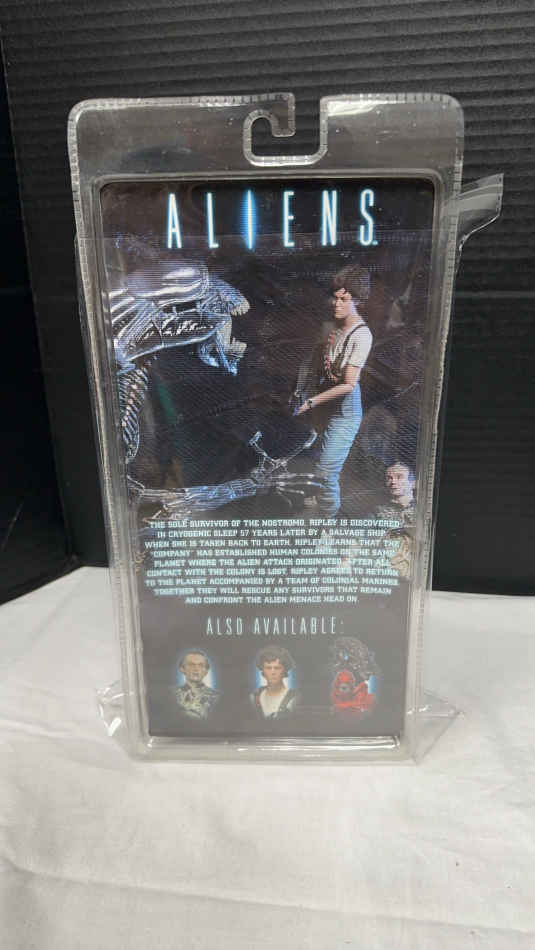 ALIENS
THE SOLE SURVIVOR OF THE NOSTROMO, RIPLEY IS DISCOVERED
IN CRYOGENIC SLEEP 57 YEARS LATER BY A SALVAGE SHIP.
WHEN SHE IS TAKEN BACK TO EARTH, RIPLEY LEARNS THAT THE
"COMPANY" HAS ESTABLISHED HUMAN COLONIES ON THE SAME
PLANET WHERE THE ALIEN ATTACK ORIGINATED. AFTER ALL
CONTACT WITH THE COLONY IS LOST, RIPLEY AGREES TO RETURN
TO THE PLANET ACCOMPANIED BY A TEAM OF COLONIAL MARINES.
TOGETHER THEY WILL RESCUE ANY SURVIVORS THAT REMAIN
AND CONFRONT THE ALIEN MENACE HEAD ON.
ALSO AVAILABLE: